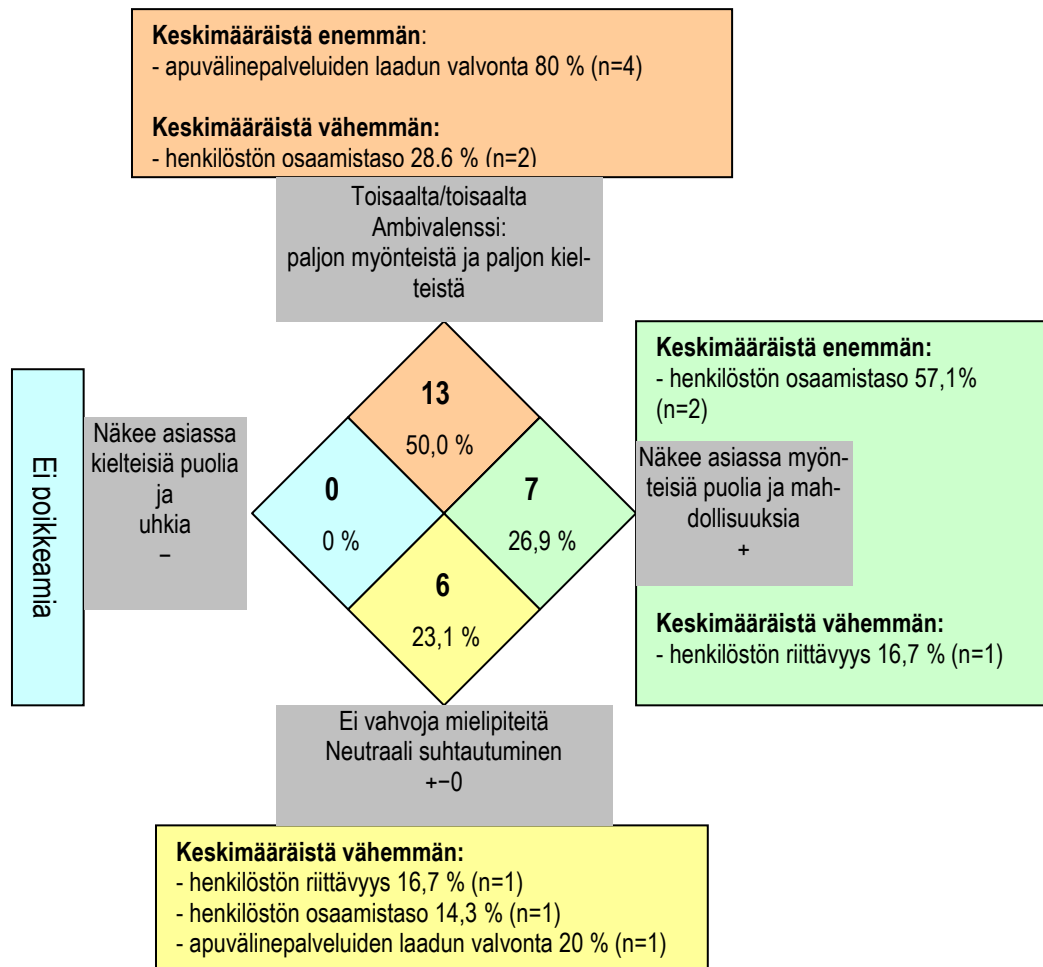 Keskimääräistä enemmän:
- apuvälinepalveluiden laadun valvonta 80 % (n=4)
Keskimääräistä vähemmän:
- henkilöstön osaamistaso 28.6 % (n=2)
Toisaalta/toisaalta
Ambivalenssi:
paljon myönteistä ja paljon kiel-
teistä
13
50,0 %
Ei poikkeamia
Näkee asiassa
kielteisiä puolia
ja
uhkia
–
0
0 %
7
26,9 %
Keskimääräistä enemmän:
- henkilöstön osaamistaso 57,1%
(n=2)
Näkee asiassa myön-
teisiä puolia ja mah-
dollisuuksia
+
Keskimääräistä vähemmän:
- henkilöstön riittävyys 16,7 % (n=1)
6
23,1 %
Ei vahvoja mielipiteitä
Neutraali suhtautuminen
+−0
Keskimääräistä vähemmän:
- henkilöstön riittävyys 16,7 % (n=1)
- henkilöstön osaamistaso 14,3 % (n=1)
- apuvälinepalveluiden laadun valvonta 20 % (n=1)